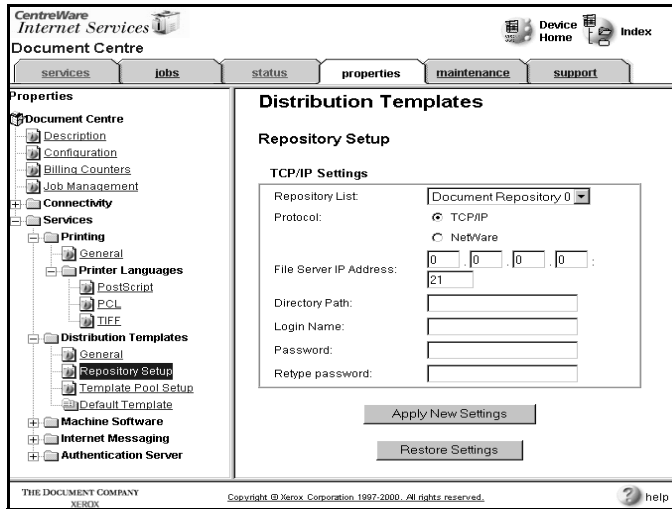 CentreWare
Internet Services
Document Centre
Device Home
Index
services
jobs
status
properties
maintenance
support
Properties
Document Centre
Description
Configuration
Billing Counters
Job Management
Connectivity
Services
Printing
General
Printer Languages
PostScript
PCL
TIFF
Distribution Templates
General
Repository Setup
Template Pool Setup
Default Template
Machine Software
Internet Messaging
Authentication Server
Distribution Templates
Repository Setup
TCP/IP Settings
Repository List: Document Repository 0
Protocol: TCP/IP
NetWare
File Server IP Address: 0 . 0 . 0 . 0 :
21
Directory Path:
Login Name:
Password:
Retype password:
Apply New Settings
Restore Settings
THE DOCUMENT COMPANY
XEROX
Copyright © Xerox Corporation 1997-2000. All rights reserved.
? help